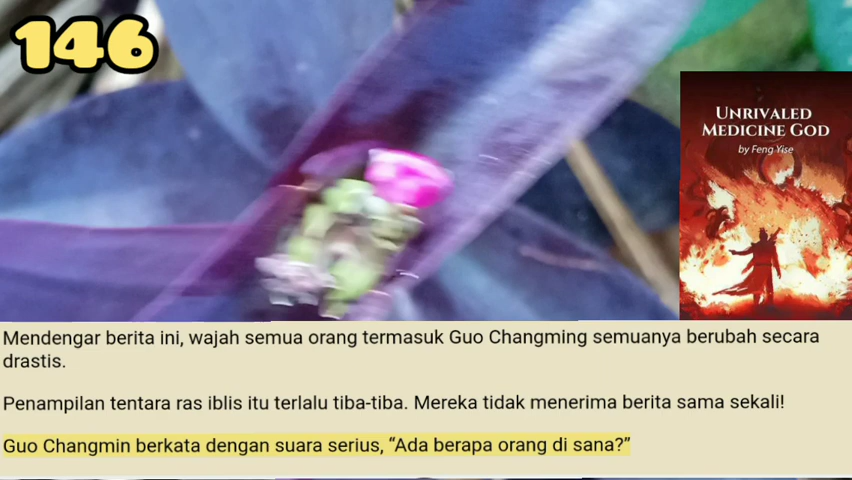 146
UNRIVALED
MEDICINE GOD
by Feng Yise
Mendengar berita ini, wajah semua orang termasuk Guo Changming semuanya berubah secara
drastis.
Penampilan tentara ras iblis itu terlalu tiba-tiba. Mereka tidak menerima berita sama sekali!
Guo Changmin berkata dengan suara serius, “Ada berapa orang di sana?”